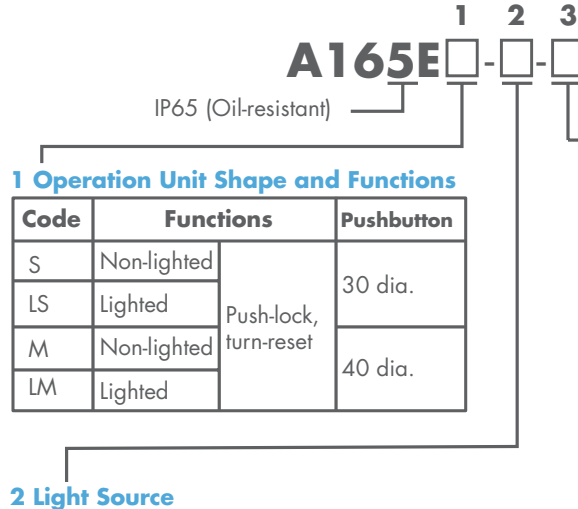 1 2 3
A165E□-□-□
IP65 (Oil-resistant)
1 Operation Unit Shape and Functions
Code Functions Pushbutton
S Non-lighted
30 dia.
LS Lighted
Push-lock,
turn-reset
M Non-lighted
40 dia.
LM Lighted
2 Light Source